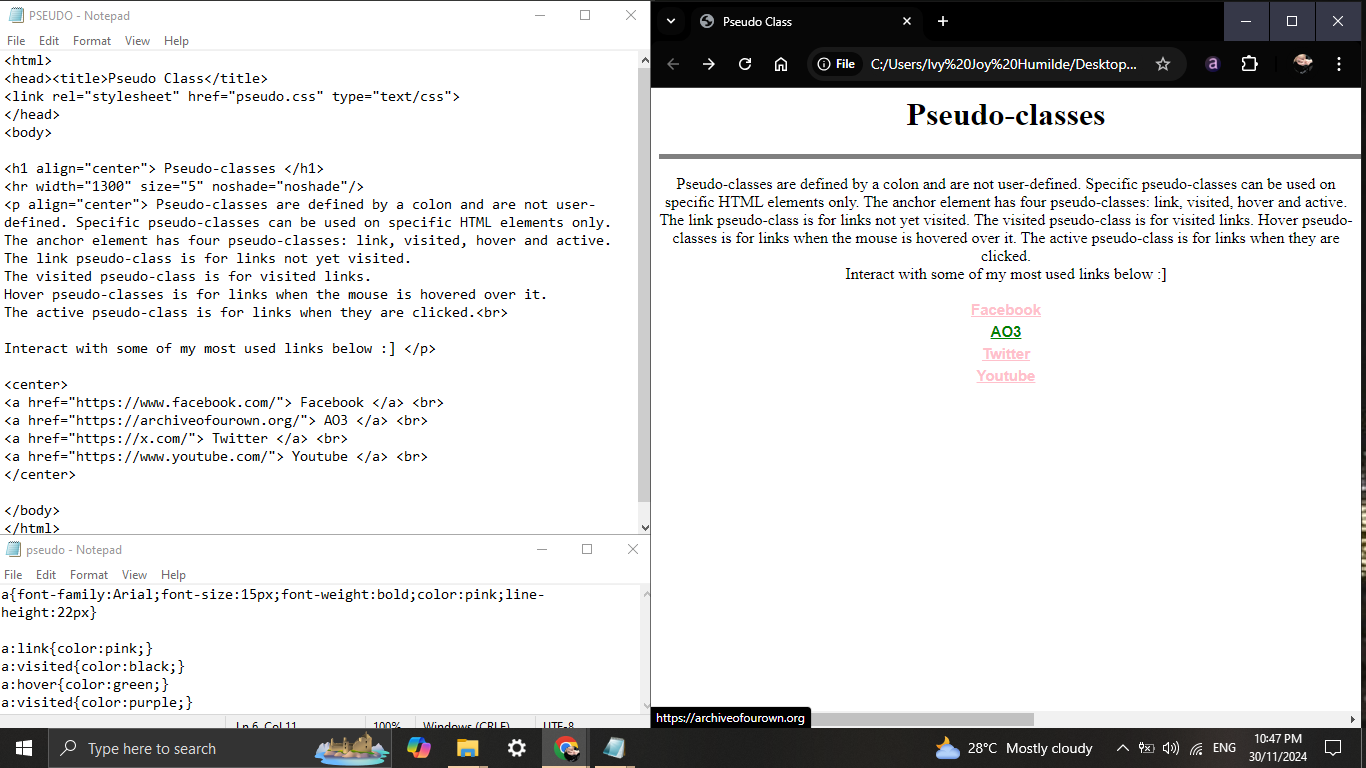 PSEUDO - Notepad
File Edit Format View Help
<html>
<head><title>Pseudo Class</title>
<link rel="stylesheet" href="pseudo.css" type="text/css">
</head>
<body>
<h1 align="center"> Pseudo-classes </h1>
<hr width="1300" size="5" noshade="noshade"/>
<p align="center"> Pseudo-classes are defined by a colon and are not user-
defined. Specific pseudo-classes can be used on specific HTML elements only.
The anchor element has four pseudo-classes: link, visited, hover and active.
The link pseudo-class is for links not yet visited.
The visited pseudo-class is for visited links.
Hover pseudo-classes is for links when the mouse is hovered over it.
The active pseudo-class is for links when they are clicked.<br>
Interact with some of my most used links below :] </p>
<center>
<a href="https://www.facebook.com/"> Facebook </a> <br>
<a href="https://archiveofourown.org/"> AO3 </a> <br>
<a href="https://x.com/"> Twitter </a> <br>
<a href="https://www.youtube.com/"> Youtube </a> <br>
</center>
</body>
</html>
pseudo - Notepad
File Edit Format View Help
a{font-family:Arial;font-size:15px;font-weight:bold;color:pink;line-
height:22px}
a:link{color:pink;}
a:visited{color:black;}
a:hover{color:green;}
a:visited{color:purple;}
Ln 6, Col 11 100% Windows (CRLF) UTF-8
Pseudo Class
File C:/Users/Ivy%20Joy%20Humilde/Desktop...
Pseudo-classes
Pseudo-classes are defined by a colon and are not user-defined. Specific pseudo-classes can be used on
specific HTML elements only. The anchor element has four pseudo-classes: link, visited, hover and active.
The link pseudo-class is for links not yet visited. The visited pseudo-class is for visited links. Hover pseudo-
classes is for links when the mouse is hovered over it. The active pseudo-class is for links when they are
clicked.
Interact with some of my most used links below :]
Facebook
AO3
Twitter
Youtube
https://archiveofourown.org
Type here to search
28°C Mostly cloudy
ENG
10:47 PM
30/11/2024